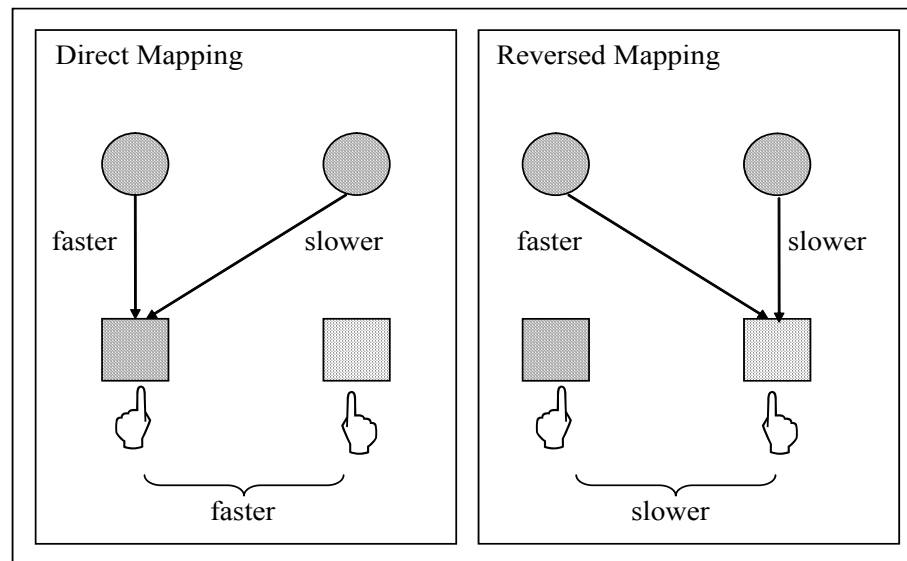 Direct Mapping
faster
slower
faster
Reversed Mapping
faster
slower
slower